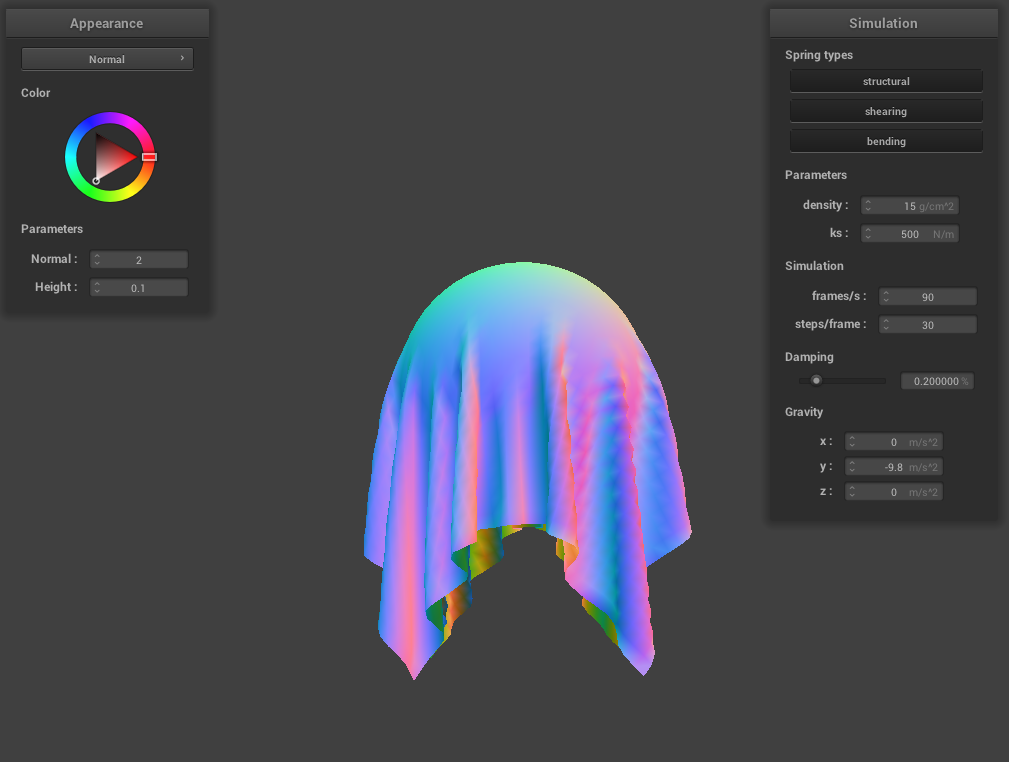 Appearance
Normal
Color
Parameters
Normal : 2
Height : 0.1
Simulation
Spring types
structural
shearing
bending
Parameters
density : 15 g/cm^2
ks : 500 N/m
Simulation
frames/s : 90
steps/frame : 30
Damping
0.200000 %
Gravity
x : 0 m/s^2
y : -9.8 m/s^2
z : 0 m/s^2